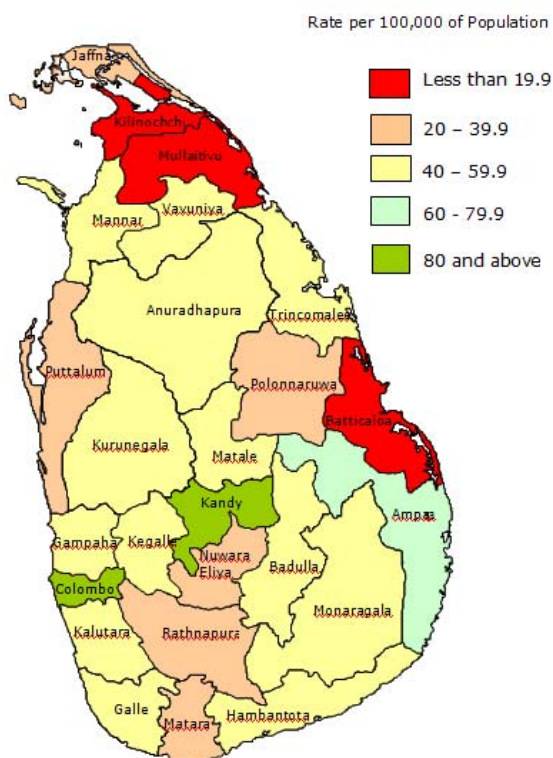 Rate per 100,000 of Population
Less than 19.9
20 – 39.9
40 – 59.9
60 - 79.9
80 and above
Jaffna
Kilinochchi
Mullaitivu
Mannar
Vavuniya
Anuradhapura
Trincomalee
Puttalum
Polonnaruwa
Batticaloa
Kurunegala
Matale
Kandy
Ampaa
Gampaha
Kegalle
Nuwara
Eliya
Badulla
Colombo
Monaragala
Kalutara
Rathnapura
Galle
Matara
Hambantota